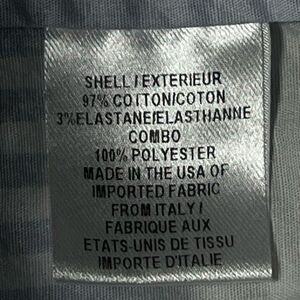 SHELL / EXTERIEUR
97% COTTON/COTON
3%ELASTANE/ELASTHANNE
COMBO
100% POLYESTER
MADE IN THE USA OF
IMPORTED FABRIC
FROM ITALY /
FABRIQUE AUX
ETATS-UNIS DE TISSU
IMPORTE D'ITALIE